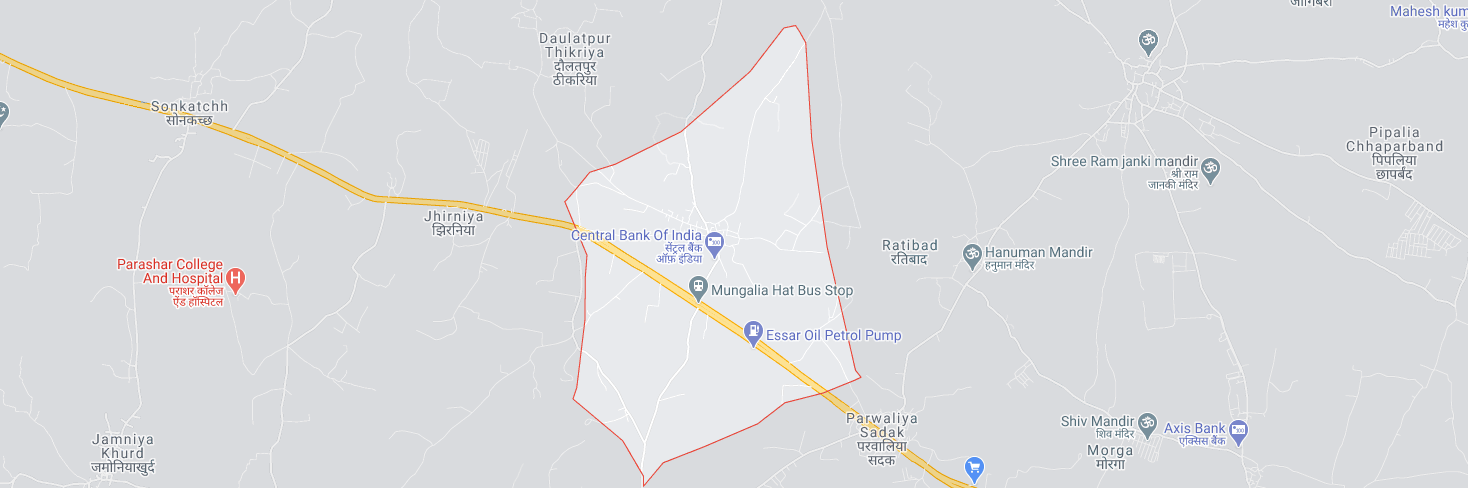 जागिबरी
Mahesh kum
महेश कु
Daulatpur
Thikriya
दौलतपुर
ठीकरिया
Sonkatchh
सोनकच्छ
Pipalia
Chhaparband
पिपलिया
छापर्बंद
Shree Ram janki mandir
श्री राम
जानकी मंदिर
Jhirniya
झिरनिया
Central Bank Of India
सेंट्रल बैंक
ऑफ़ इंडिया
Ratibad
रतिबाद
Hanuman Mandir
हनुमान मंदिर
Parashar College
And Hospital
पराशर कॉलेज
ऐंड हॉस्पिटल
H
Mungalia Hat Bus Stop
Essar Oil Petrol Pump
Parwaliya
Sadak
परवालिया
सदक
Shiv Mandir
शिव मंदिर
Axis Bank
एक्सिस बैंक
Morga
मोरगा
Jamniya
Khurd
जमोनियाखुर्द